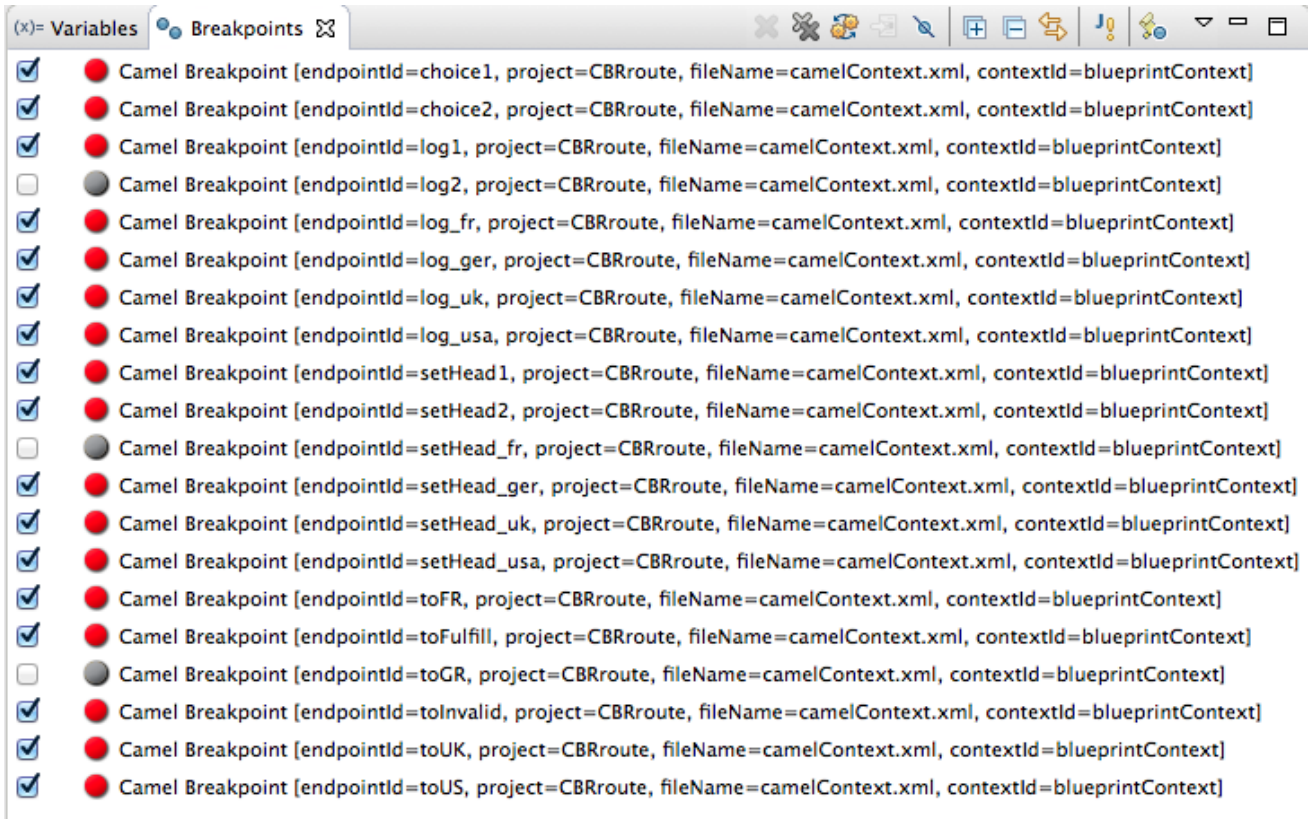 (x)= Variables Breakpoints
Camel Breakpoint [endpointId=choice1, project=CBRroute, fileName=camelContext.xml, contextId=blueprintContext]
Camel Breakpoint [endpointId=choice2, project=CBRroute, fileName=camelContext.xml, contextId=blueprintContext]
Camel Breakpoint [endpointId=log1, project=CBRroute, fileName=camelContext.xml, contextId=blueprintContext]
Camel Breakpoint [endpointId=log2, project=CBRroute, fileName=camelContext.xml, contextId=blueprintContext]
Camel Breakpoint [endpointId=log_fr, project=CBRroute, fileName=camelContext.xml, contextId=blueprintContext]
Camel Breakpoint [endpointId=log_ger, project=CBRroute, fileName=camelContext.xml, contextId=blueprintContext]
Camel Breakpoint [endpointId=log_uk, project=CBRroute, fileName=camelContext.xml, contextId=blueprintContext]
Camel Breakpoint [endpointId=log_usa, project=CBRroute, fileName=camelContext.xml, contextId=blueprintContext]
Camel Breakpoint [endpointId=setHead1, project=CBRroute, fileName=camelContext.xml, contextId=blueprintContext]
Camel Breakpoint [endpointId=setHead2, project=CBRroute, fileName=camelContext.xml, contextId=blueprintContext]
Camel Breakpoint [endpointId=setHead_fr, project=CBRroute, fileName=camelContext.xml, contextId=blueprintContext]
Camel Breakpoint [endpointId=setHead_ger, project=CBRroute, fileName=camelContext.xml, contextId=blueprintContext]
Camel Breakpoint [endpointId=setHead_uk, project=CBRroute, fileName=camelContext.xml, contextId=blueprintContext]
Camel Breakpoint [endpointId=setHead_usa, project=CBRroute, fileName=camelContext.xml, contextId=blueprintContext]
Camel Breakpoint [endpointId=toFR, project=CBRroute, fileName=camelContext.xml, contextId=blueprintContext]
Camel Breakpoint [endpointId=toFulfill, project=CBRroute, fileName=camelContext.xml, contextId=blueprintContext]
Camel Breakpoint [endpointId=toGR, project=CBRroute, fileName=camelContext.xml, contextId=blueprintContext]
Camel Breakpoint [endpointId=toInvalid, project=CBRroute, fileName=camelContext.xml, contextId=blueprintContext]
Camel Breakpoint [endpointId=toUK, project=CBRroute, fileName=camelContext.xml, contextId=blueprintContext]
Camel Breakpoint [endpointId=toUS, project=CBRroute, fileName=camelContext.xml, contextId=blueprintContext]